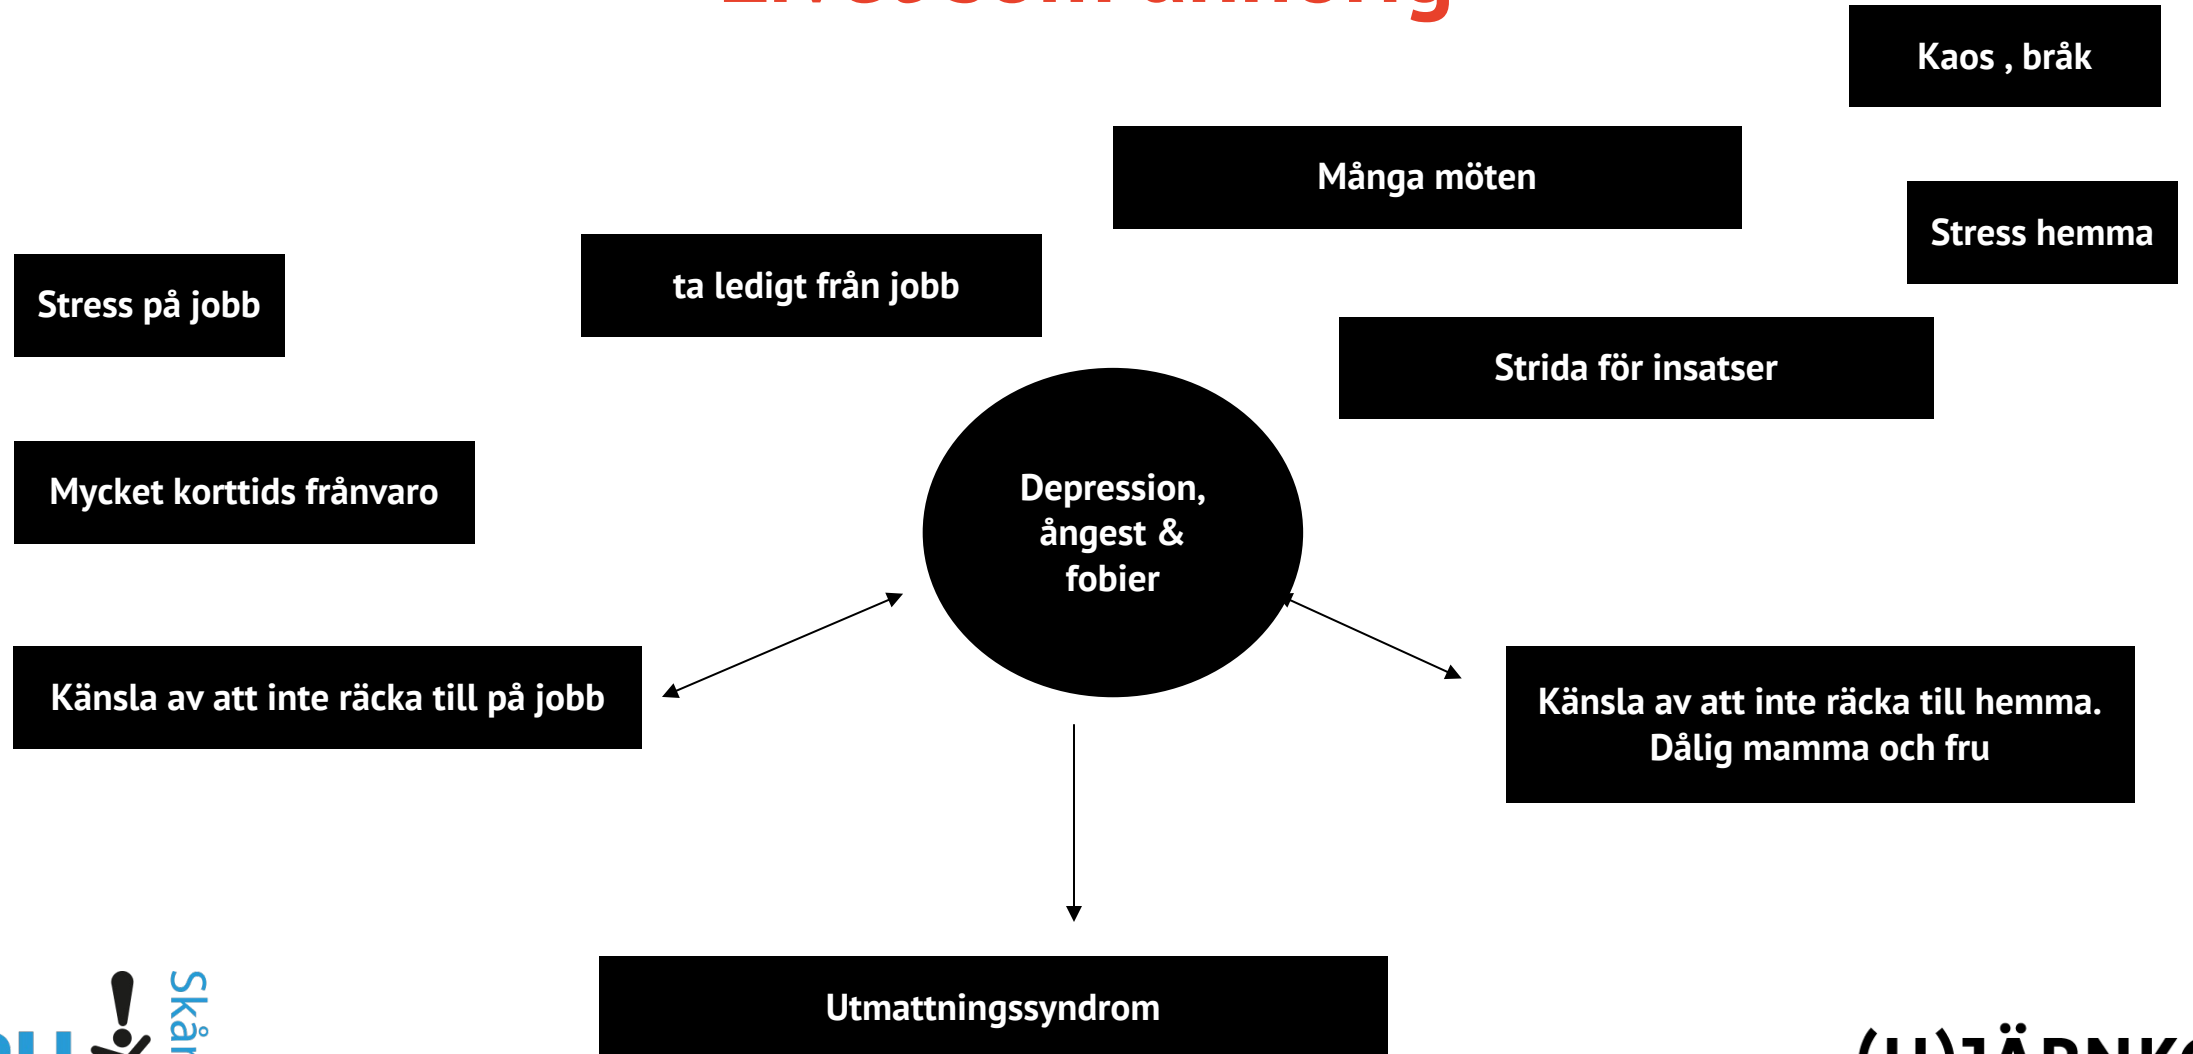 som anhörig
Kaos , bråk
Många möten
Stress hemma
ta ledigt från jobb
Stress på jobb
Strida för insatser
Mycket korttids frånvaro
Depression,
ångest &
fobier
Känsla av att inte räcka till på jobb
Känsla av att inte räcka till hemma.
Dålig mamma och fru
Utmattningssyndrom